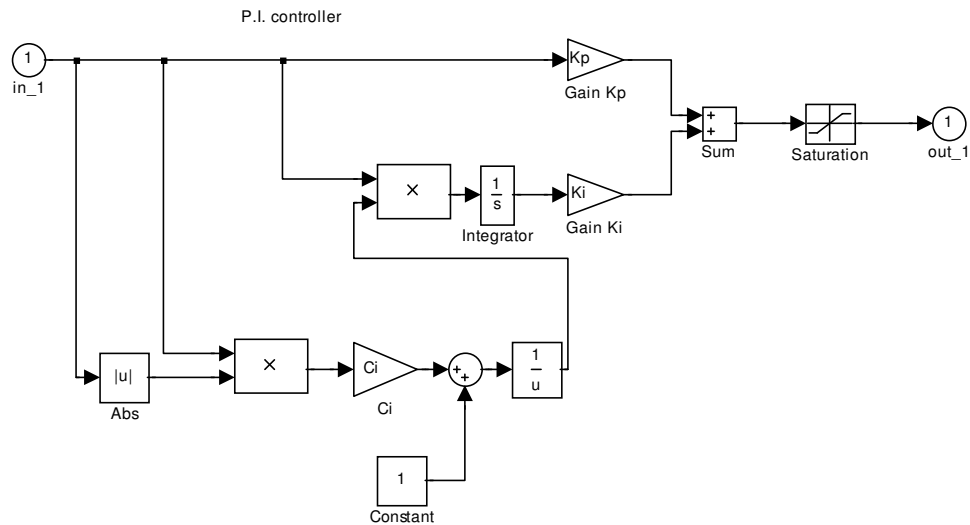 P.I. controller
1
in_1
Kp
Gain Kp
+
+
Sum
Saturation
1
out_1
×
1
s
Integrator
Ki
Gain Ki
|u|
Abs
×
Ci
Ci
+
+
1
u
1
Constant